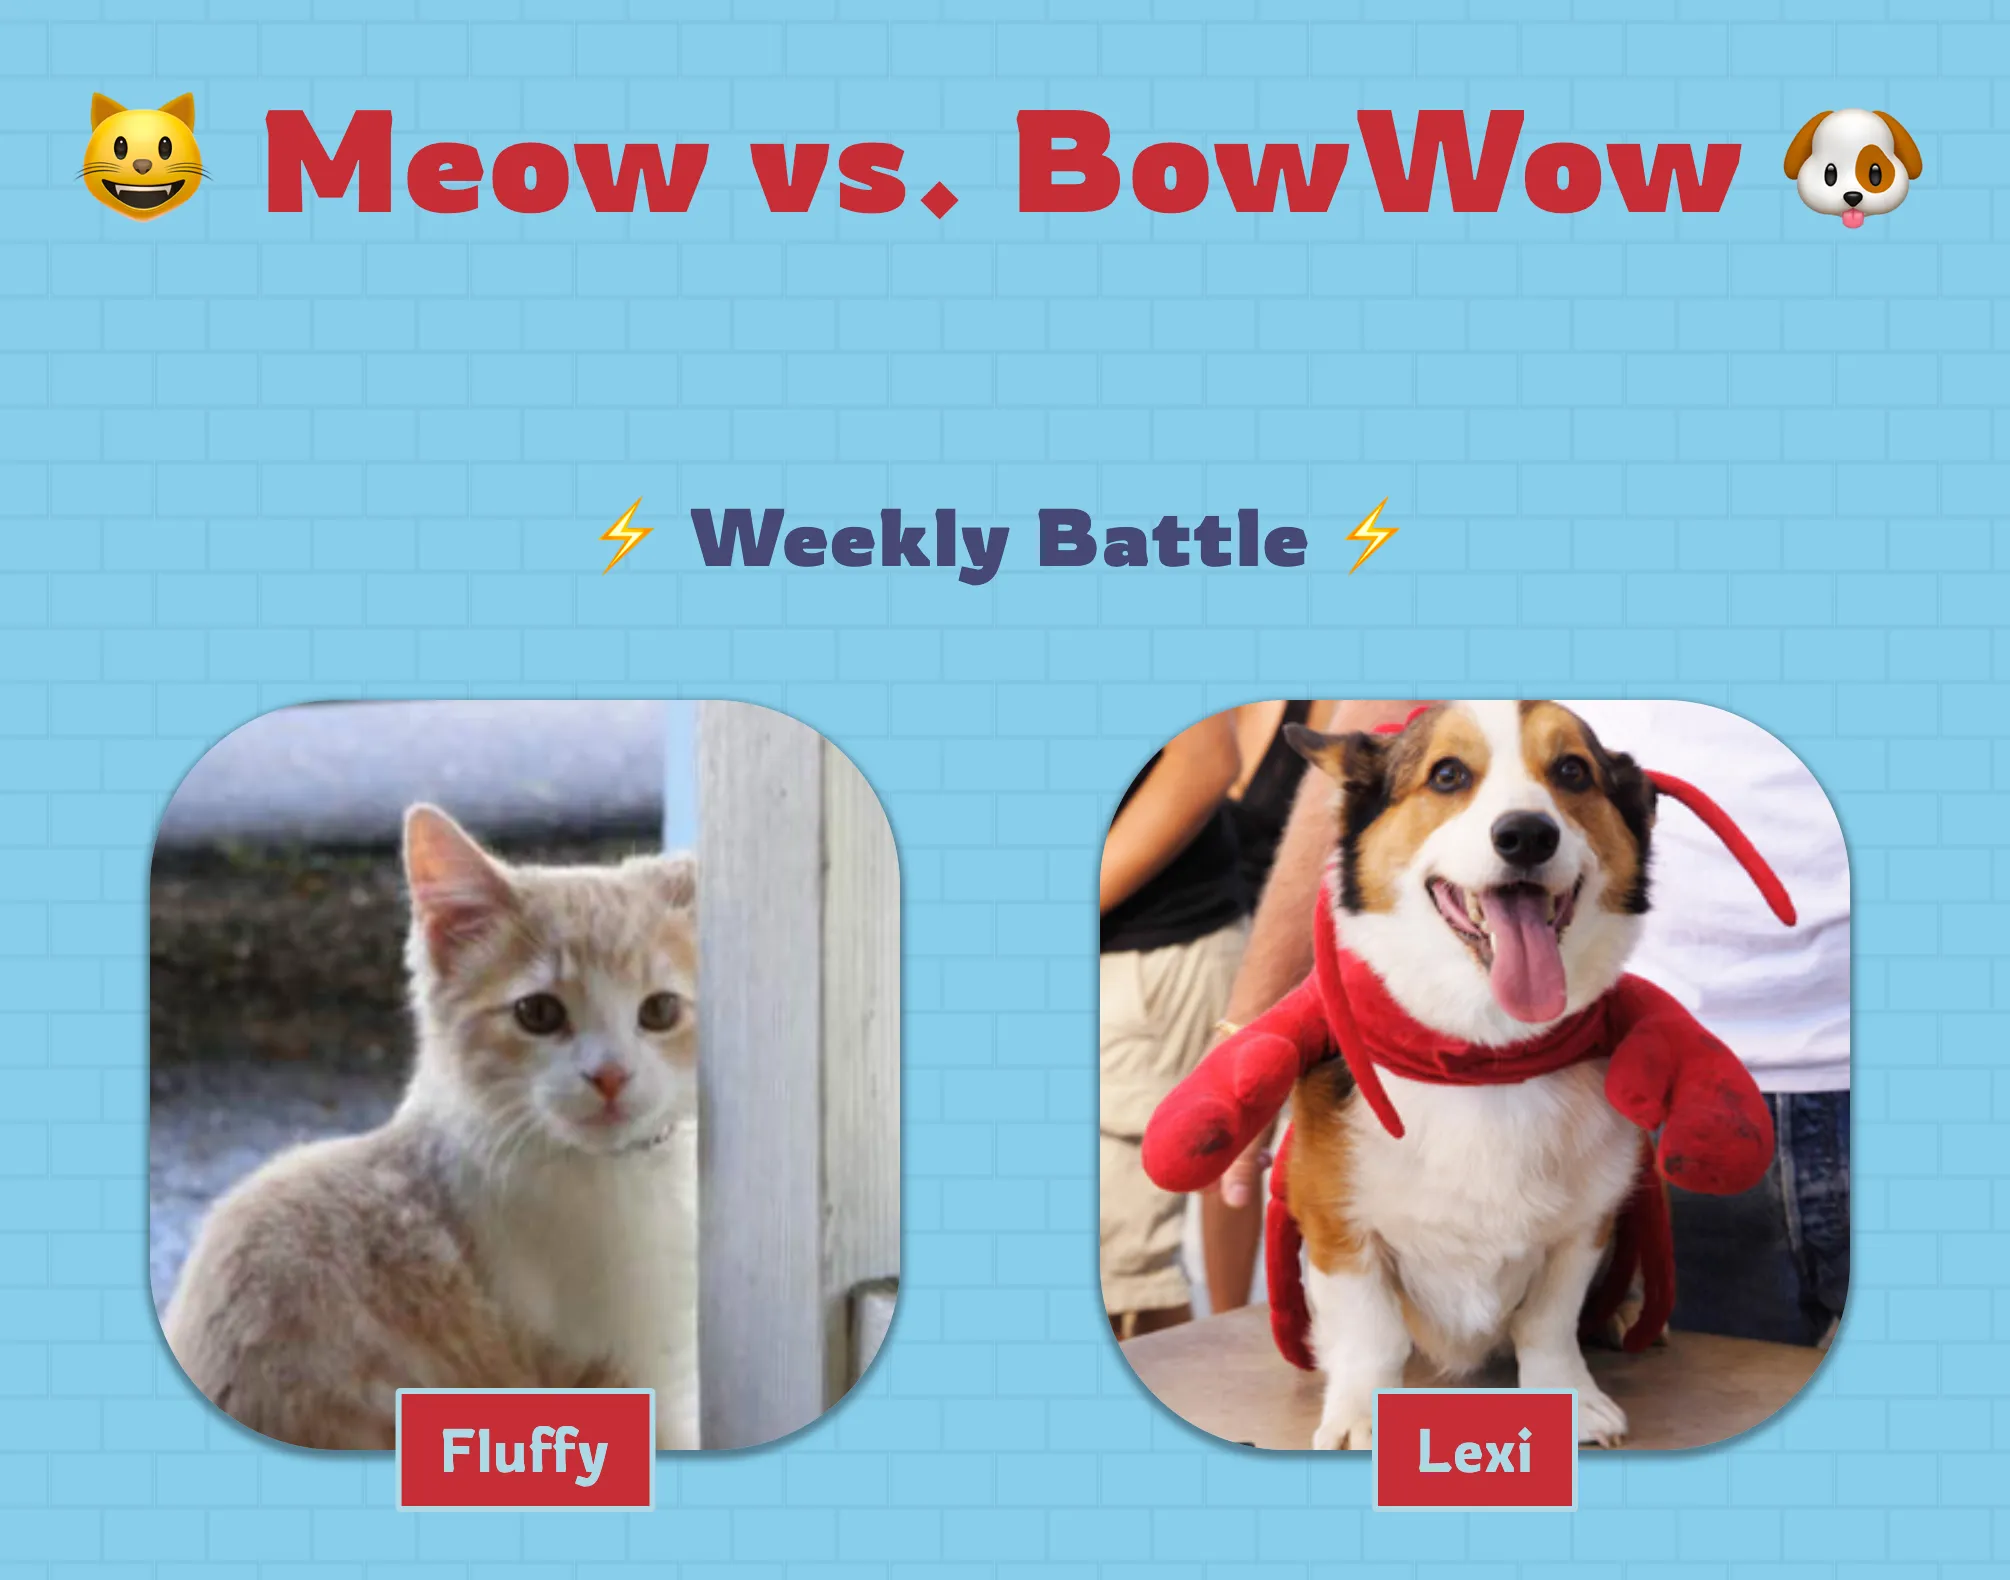 😺 Meow vs. BowWow 🐶
⚡ Weekly Battle ⚡
Fluffy
Lexi